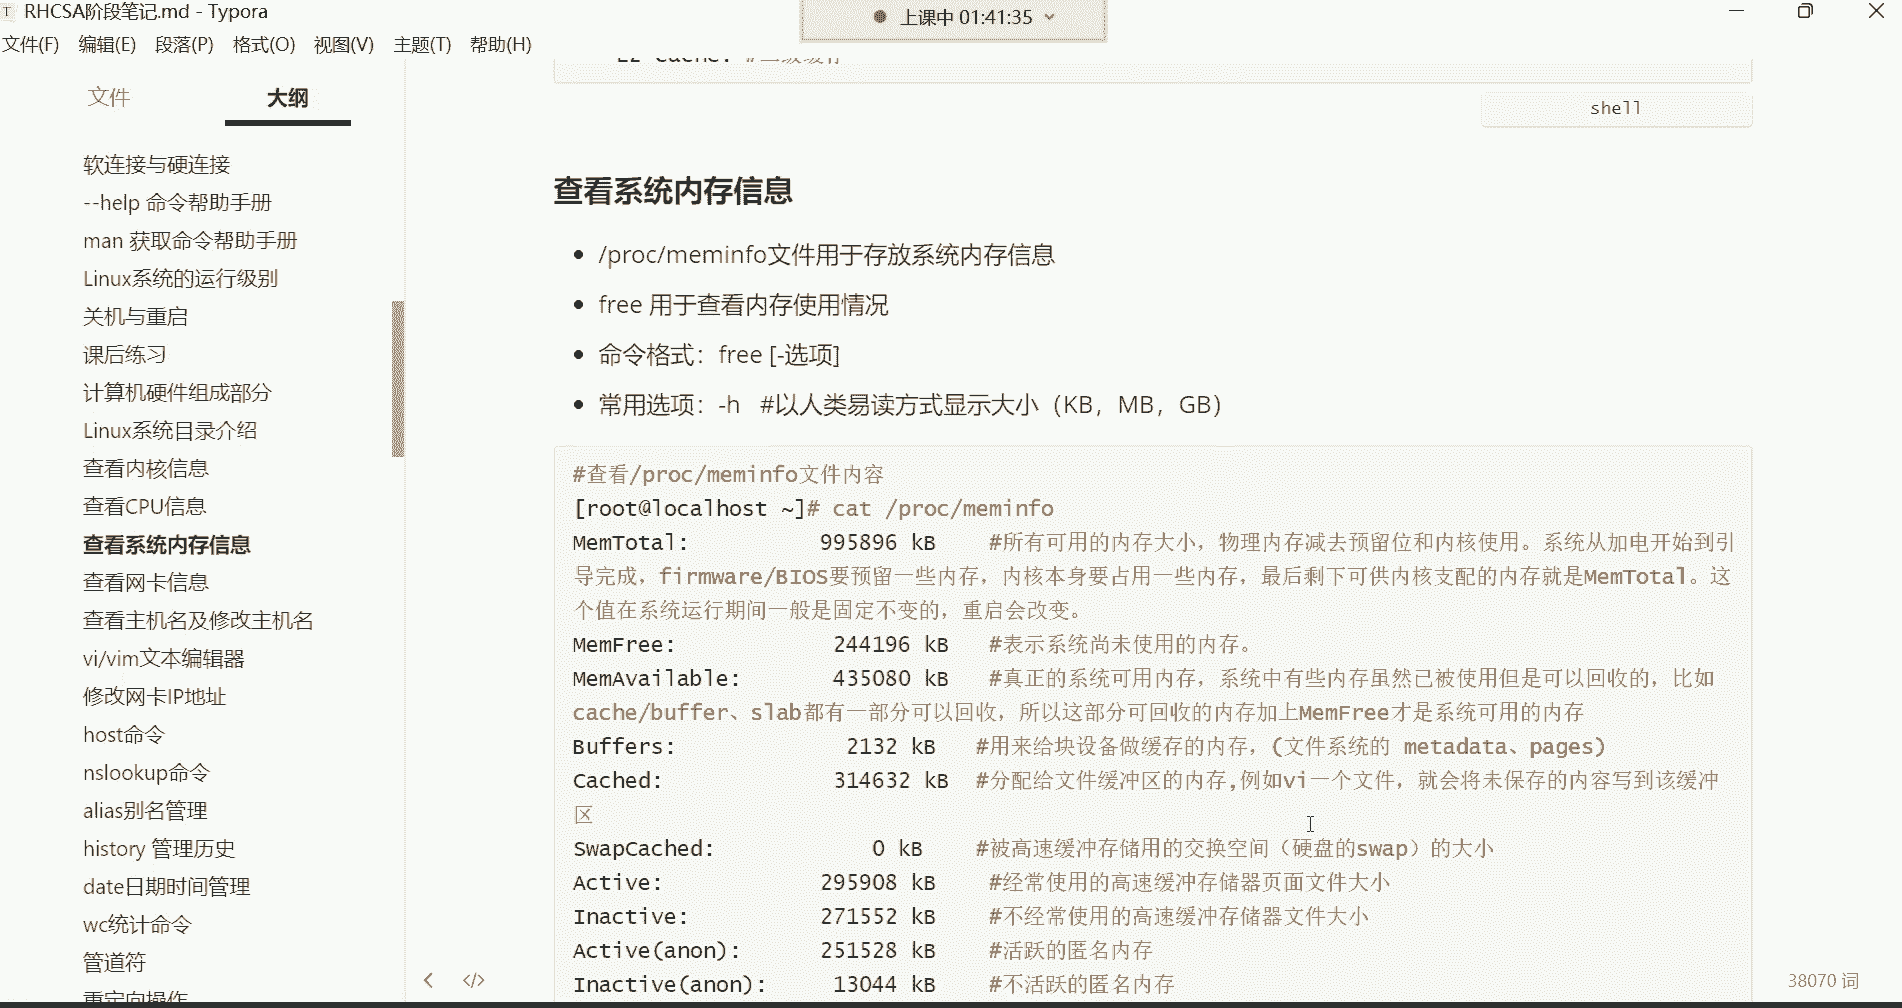 RHCSA阶段笔记.md - Typora
上课中 01:41:35
文件(F) 编辑(E) 段落(P) 格式(O) 视图(V) 主题(T) 帮助(H)
文件 大纲
软连接与硬连接
--help 命令帮助手册
man 获取命令帮助手册
Linux系统的运行级别
关机与重启
课后练习
计算机硬件组成部分
Linux系统目录介绍
查看内核信息
查看CPU信息
查看系统内存信息
查看网卡信息
查看主机名及修改主机名
vi/vim文本编辑器
修改网卡IP地址
host命令
nslookup命令
alias别名管理
history 管理历史
date日期时间管理
wc统计命令
管道符
重定向操作
L2 cache: #二级缓存
shell
查看系统内存信息
/proc/meminfo文件用于存放系统内存信息
free 用于查看内存使用情况
命令格式：free [-选项]
常用选项：-h #以人类易读方式显示大小（KB，MB，GB）
#查看/proc/meminfo文件内容
[root@localhost ~]# cat /proc/meminfo
MemTotal: 995896 kB #所有可用的内存大小，物理内存减去预留位和内核使用。系统从加电开始到引
导完成，firmware/BIOS要预留一些内存，内核本身要占用一些内存，最后剩下可供内核支配的内存就是MemTotal。这
个值在系统运行期间一般是固定不变的，重启会改变。
MemFree: 244196 kB #表示系统尚未使用的内存。
MemAvailable: 435080 kB #真正的系统可用内存，系统中有些内存虽然已被使用但是可以回收的，比如
cache/buffer、slab都有一部分可以回收，所以这部分可回收的内存加上MemFree才是系统可用的内存
Buffers: 2132 kB #用来给块设备做缓存的内存，(文件系统的 metadata、pages)
Cached: 314632 kB #分配给文件缓冲区的内存,例如vi一个文件，就会将未保存的内容写到该缓冲
区
SwapCached: 0 kB #被高速缓冲存储用的交换空间（硬盘的swap）的大小
Active: 295908 kB #经常使用的高速缓冲存储器页面文件大小
Inactive: 271552 kB #不经常使用的高速缓冲存储器文件大小
Active(anon): 251528 kB #活跃的匿名内存
Inactive(anon): 13044 kB #不活跃的匿名内存
38070 词